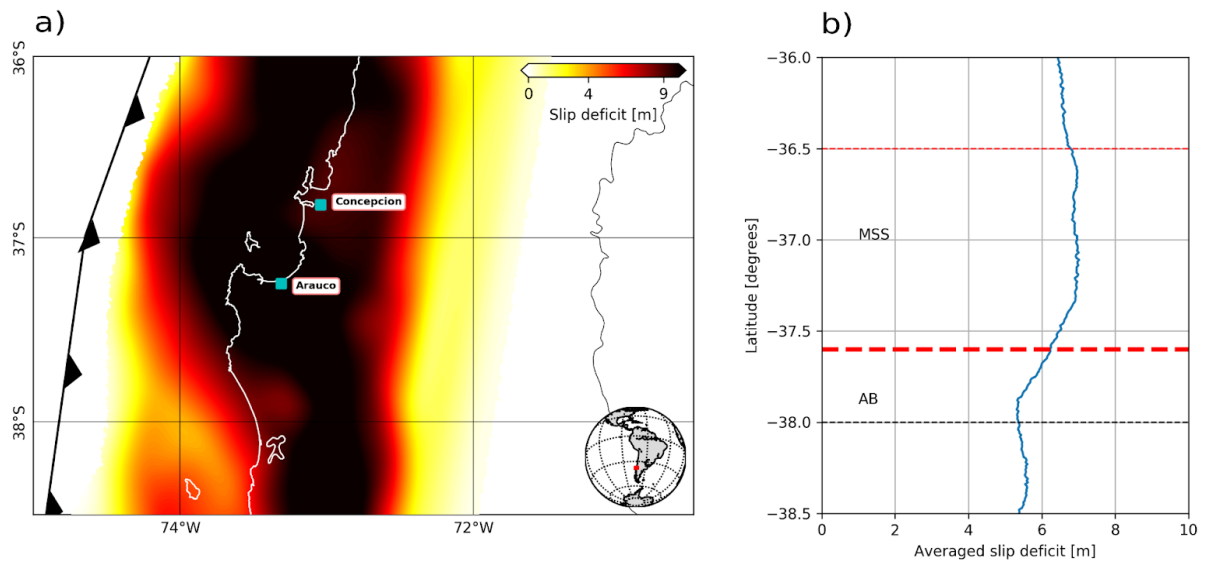 a)
36°S
37°S
38°S
74°W
72°W
0
4
9
Slip deficit [m]
Concepcion
Arauco
b)
−36.0
−36.5
−37.0
−37.5
−38.0
−38.5
Latitude [degrees]
MSS
AB
0
2
4
6
8
10
Averaged slip deficit [m]